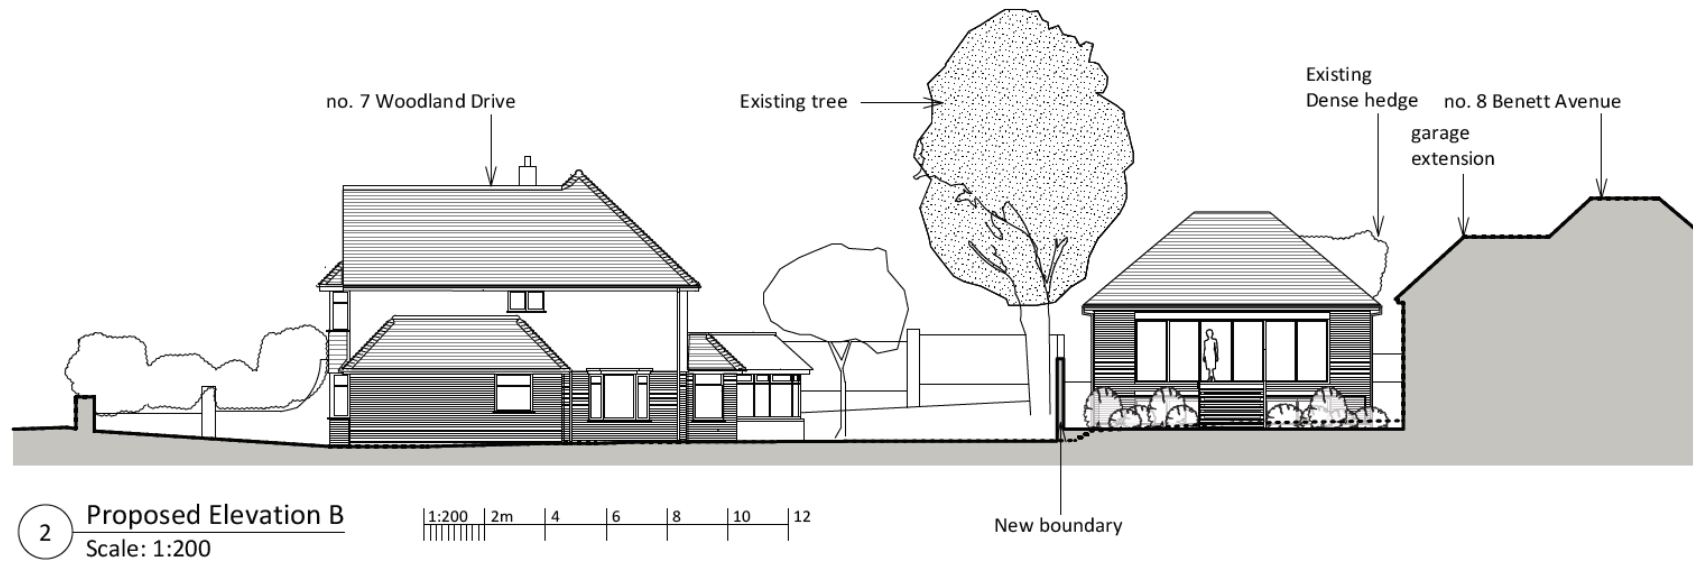 no. 7 Woodland Drive
Existing tree
Existing
Dense hedge
no. 8 Benett Avenue
garage
extension
2
Proposed Elevation B
Scale: 1:200
1:200 2m 4 6 8 10 12
New boundary